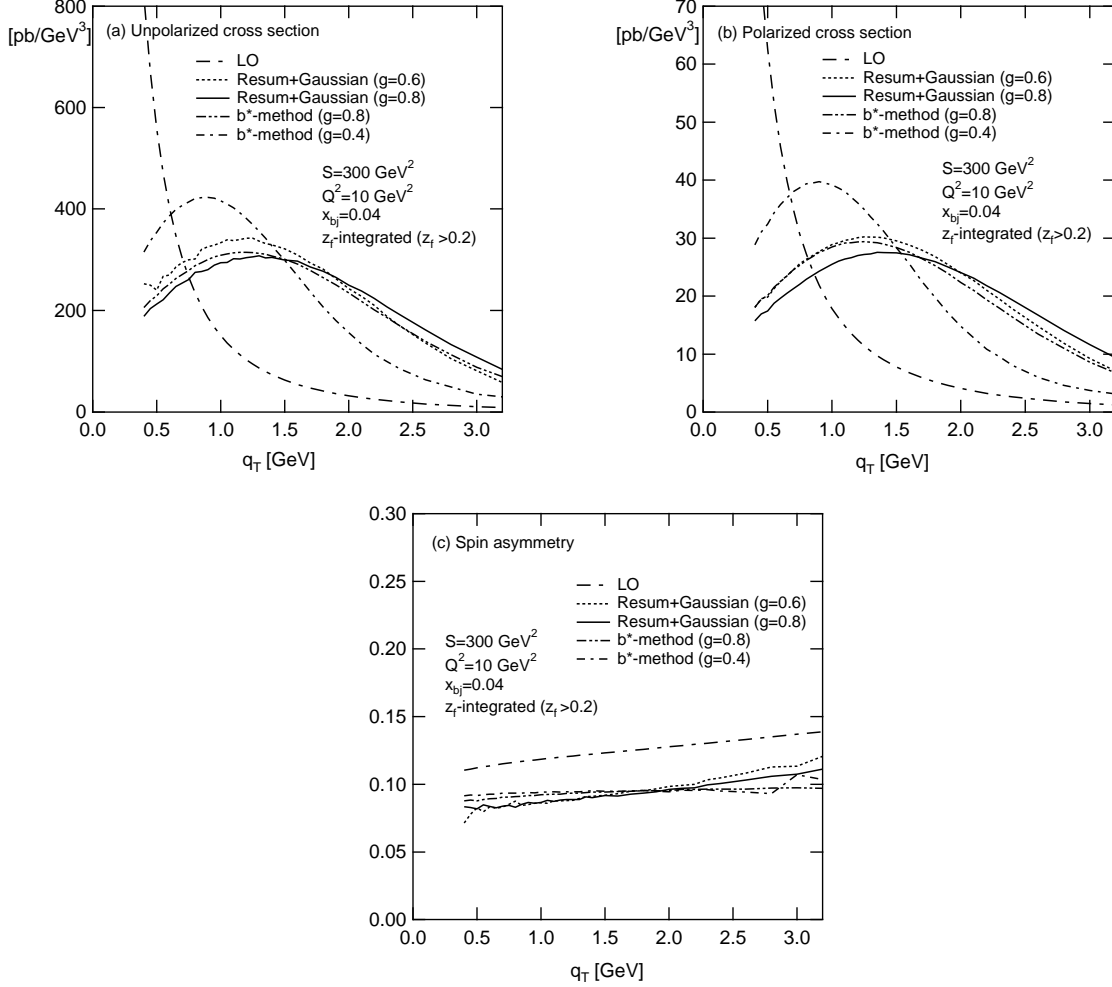 (a) Unpolarized cross section
[pb/GeV³]
LO
Resum+Gaussian (g=0.6)
Resum+Gaussian (g=0.8)
b*-method (g=0.8)
b*-method (g=0.4)
S=300 GeV²
Q²=10 GeV²
x_bj=0.04
z_f-integrated (z_f >0.2)
800
600
400
200
0
0.0 0.5 1.0 1.5 2.0 2.5 3.0
q_T [GeV]
(b) Polarized cross section
[pb/GeV³]
LO
Resum+Gaussian (g=0.6)
Resum+Gaussian (g=0.8)
b*-method (g=0.8)
b*-method (g=0.4)
S=300 GeV²
Q²=10 GeV²
x_bj=0.04
z_f-integrated (z_f>0.2)
70
60
50
40
30
20
10
0
0.0 0.5 1.0 1.5 2.0 2.5 3.0
q_T [GeV]
(c) Spin asymmetry
LO
Resum+Gaussian (g=0.6)
Resum+Gaussian (g=0.8)
b*-method (g=0.8)
b*-method (g=0.4)
S=300 GeV²
Q²=10 GeV²
x_bj=0.04
z_f-integrated (z_f >0.2)
0.30
0.25
0.20
0.15
0.10
0.05
0.00
0.0 0.5 1.0 1.5 2.0 2.5 3.0
q_T [GeV]